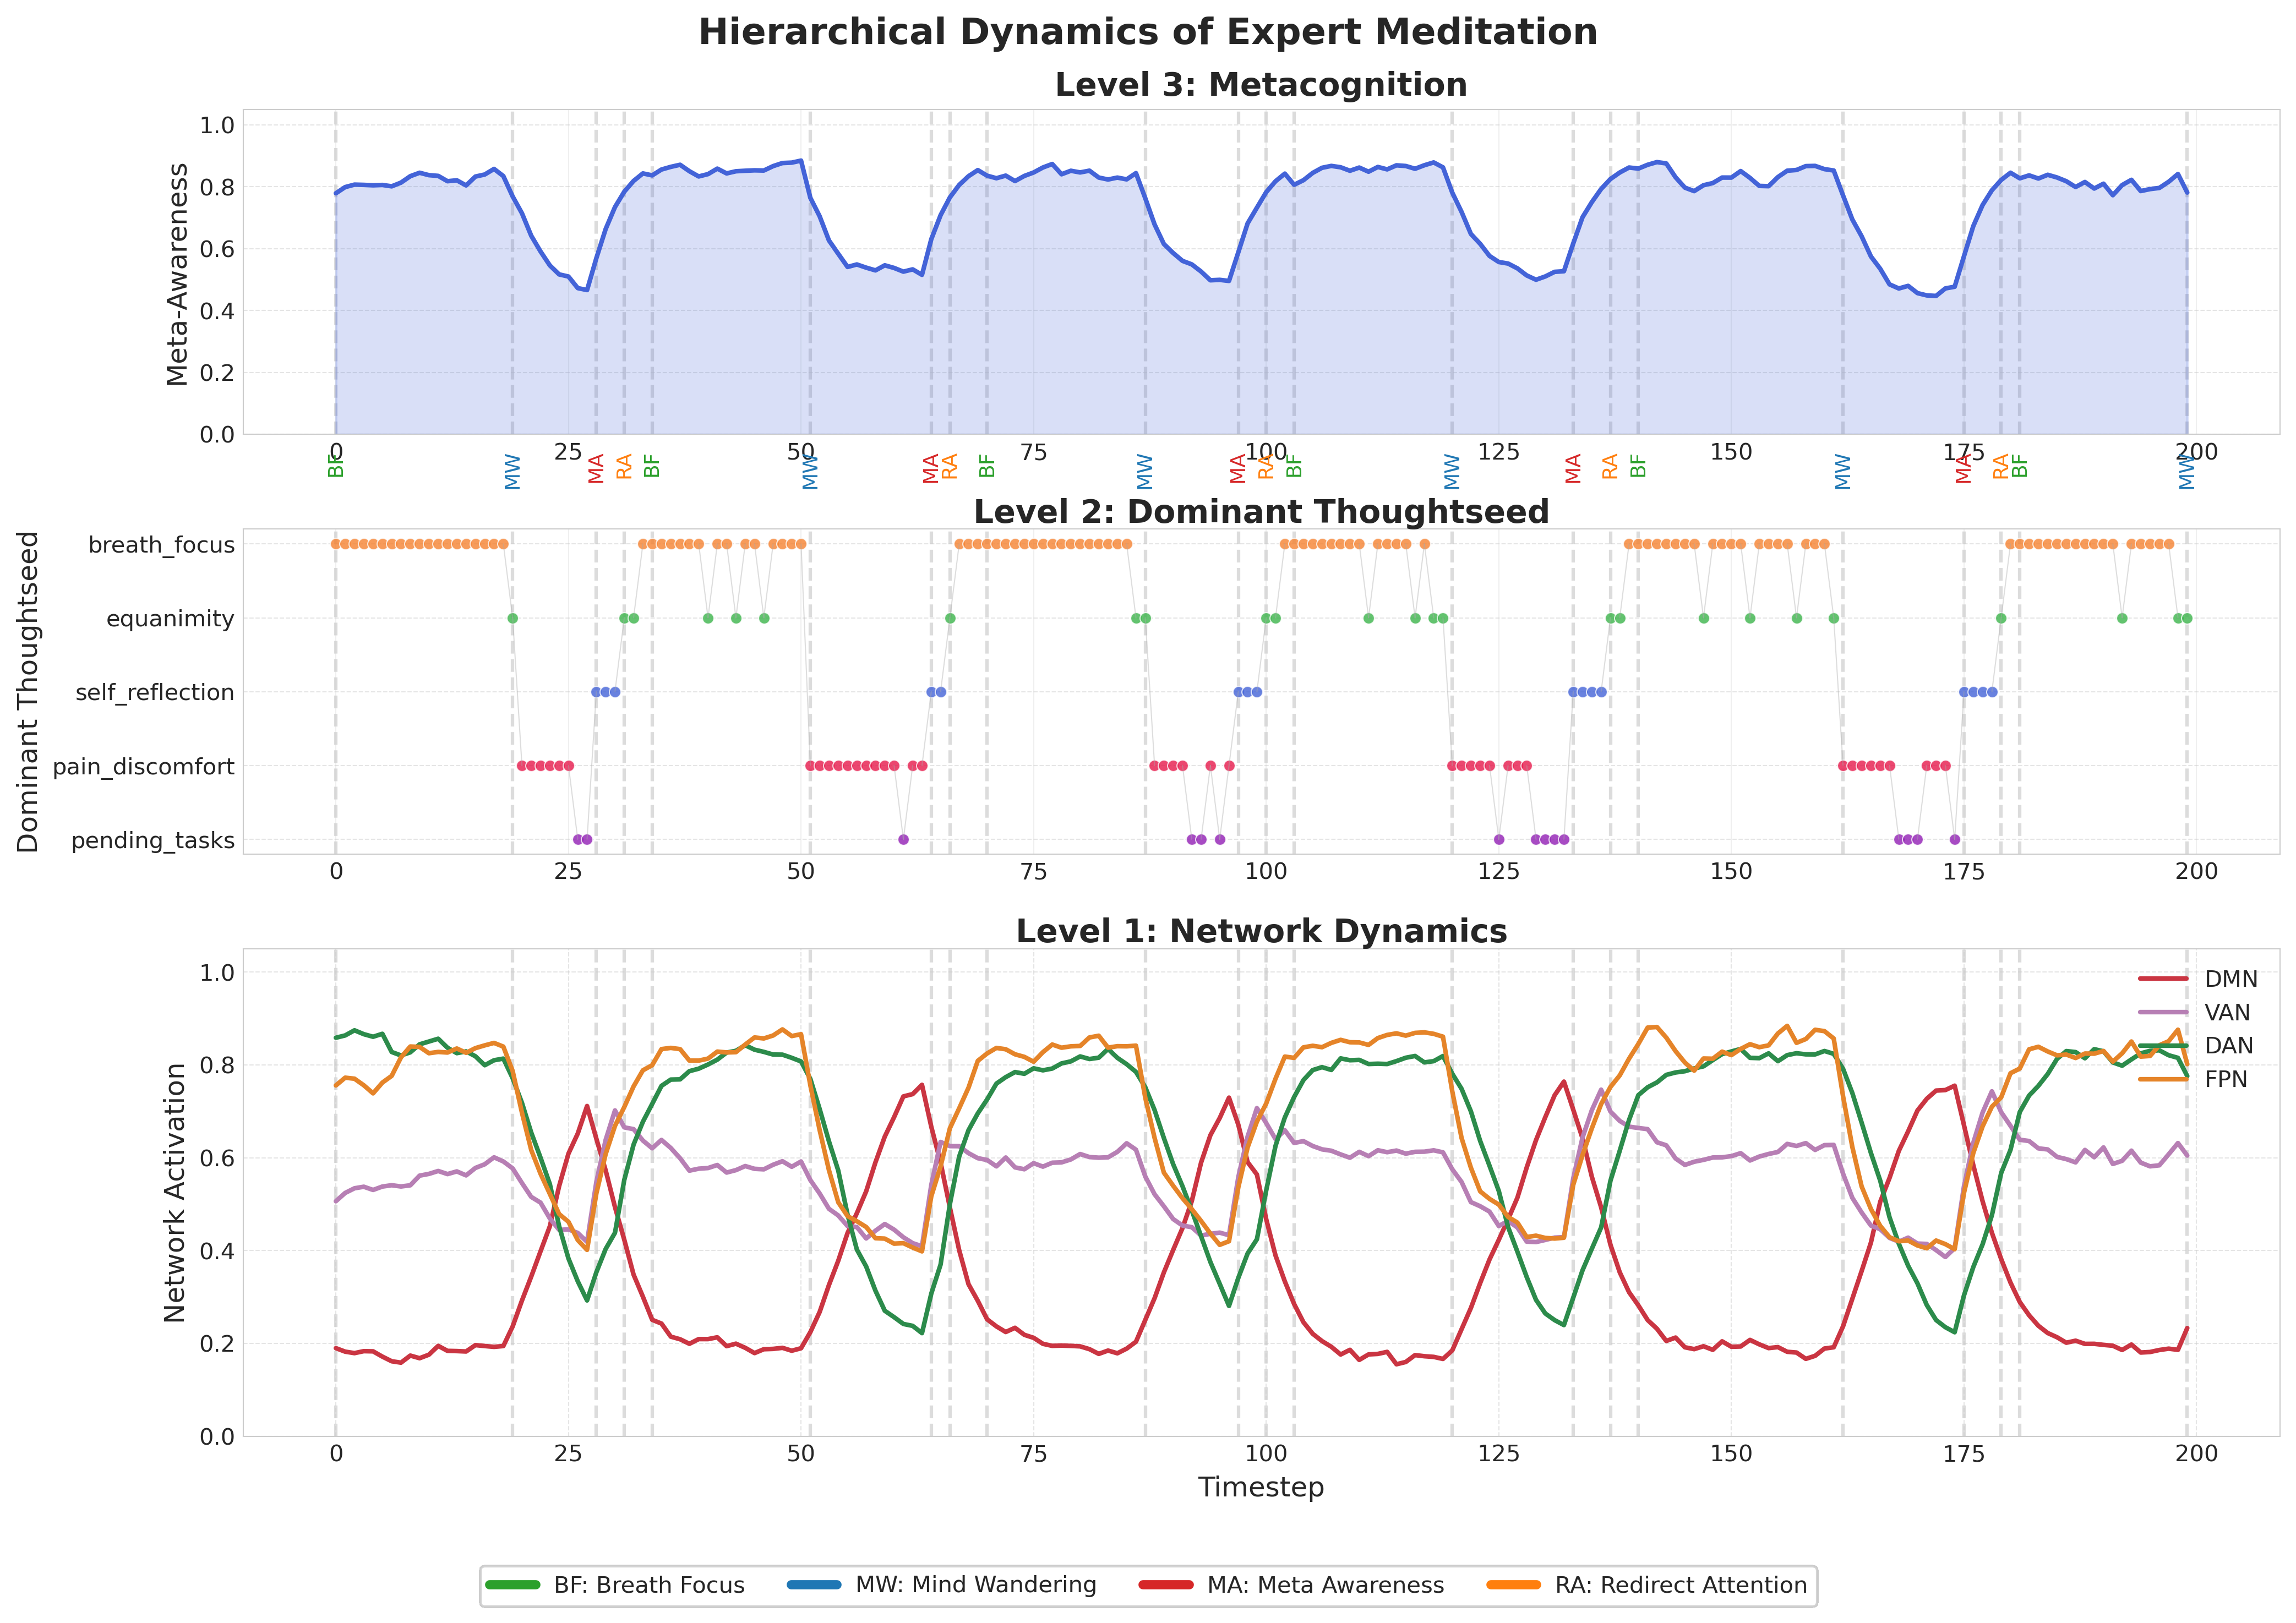 Hierarchical Dynamics of Expert Meditation
Level 3: Metacognition
Meta-Awareness
1.0
0.8
0.6
0.4
0.2
0.0
0 25 50 75 100 125 150 175 200
BF MW MA RA BF MW MA RA BF MW MA RA BF MW MA RA BF MW MA RA BF MW
Level 2: Dominant Thoughtseed
Dominant Thoughtseed
breath_focus
equanimity
self_reflection
pain_discomfort
pending_tasks
0 25 50 75 100 125 150 175 200
Level 1: Network Dynamics
Network Activation
1.0
0.8
0.6
0.4
0.2
0.0
DMN
VAN
DAN
FPN
0 25 50 75 100 125 150 175 200
Timestep
BF: Breath Focus MW: Mind Wandering MA: Meta Awareness RA: Redirect Attention